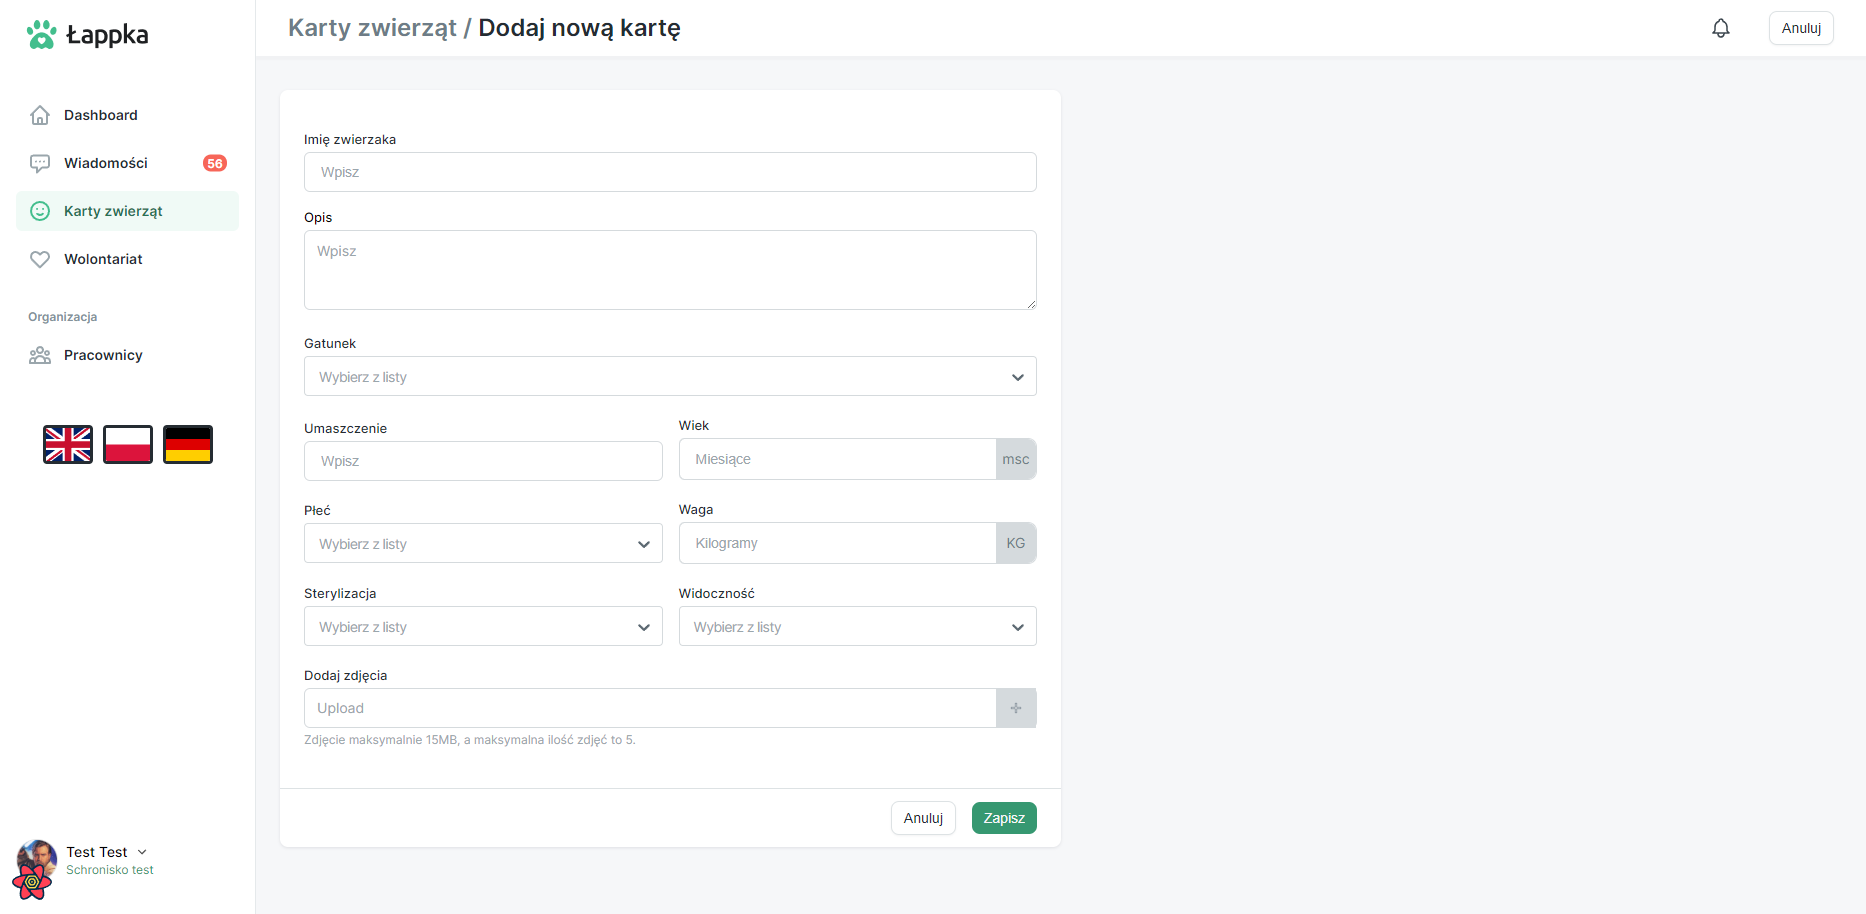 Łappka
Karty zwierząt / Dodaj nową kartę
Anuluj
Dashboard
Wiadomości 56
Karty zwierząt
Wolontariat
Organizacja
Pracownicy
Imię zwierzaka
Wpisz
Opis
Wpisz
Gatunek
Wybierz z listy
Umaszczenie
Wpisz
Wiek
Miesiące msc
Płeć
Wybierz z listy
Waga
Kilogramy KG
Sterylizacja
Wybierz z listy
Widoczność
Wybierz z listy
Dodaj zdjęcia
Upload
Zdjęcie maksymalnie 15MB, a maksymalna ilość zdjęć to 5.
Anuluj
Zapisz
Test Test
Schronisko test